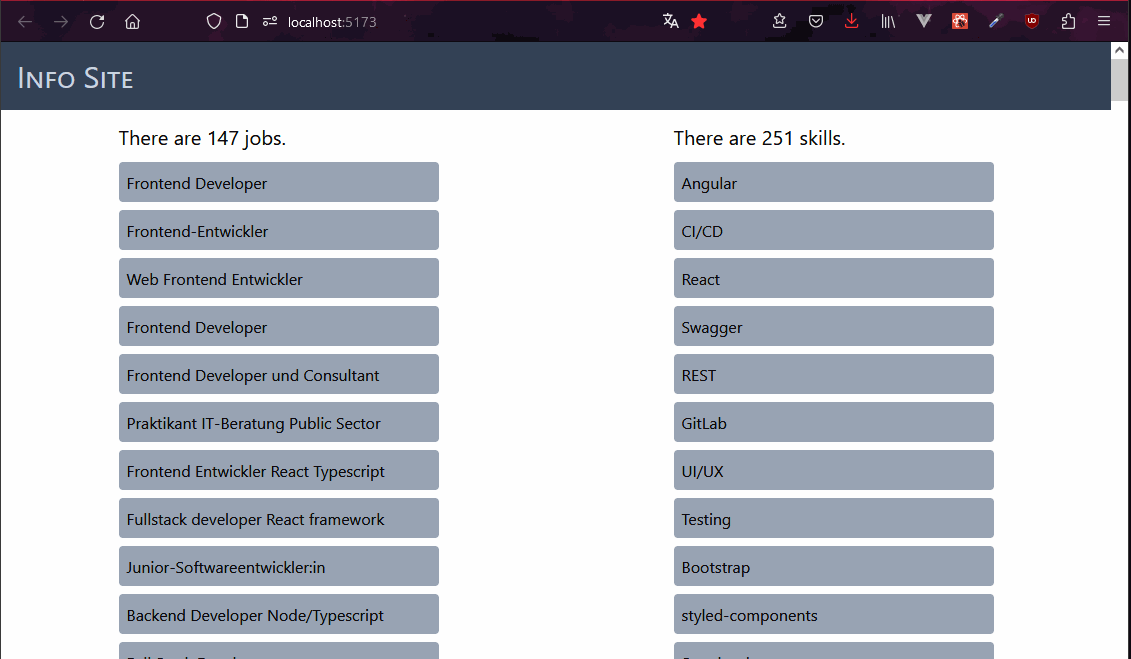 localhost:5173
Info Site
There are 147 jobs.
Frontend Developer
Frontend-Entwickler
Web Frontend Entwickler
Frontend Developer
Frontend Developer und Consultant
Praktikant IT-Beratung Public Sector
Frontend Entwickler React Typescript
Fullstack developer React framework
Junior-Softwareentwickler:in
Backend Developer Node/Typescript
There are 251 skills.
Angular
CI/CD
React
Swagger
REST
GitLab
UI/UX
Testing
Bootstrap
styled-components